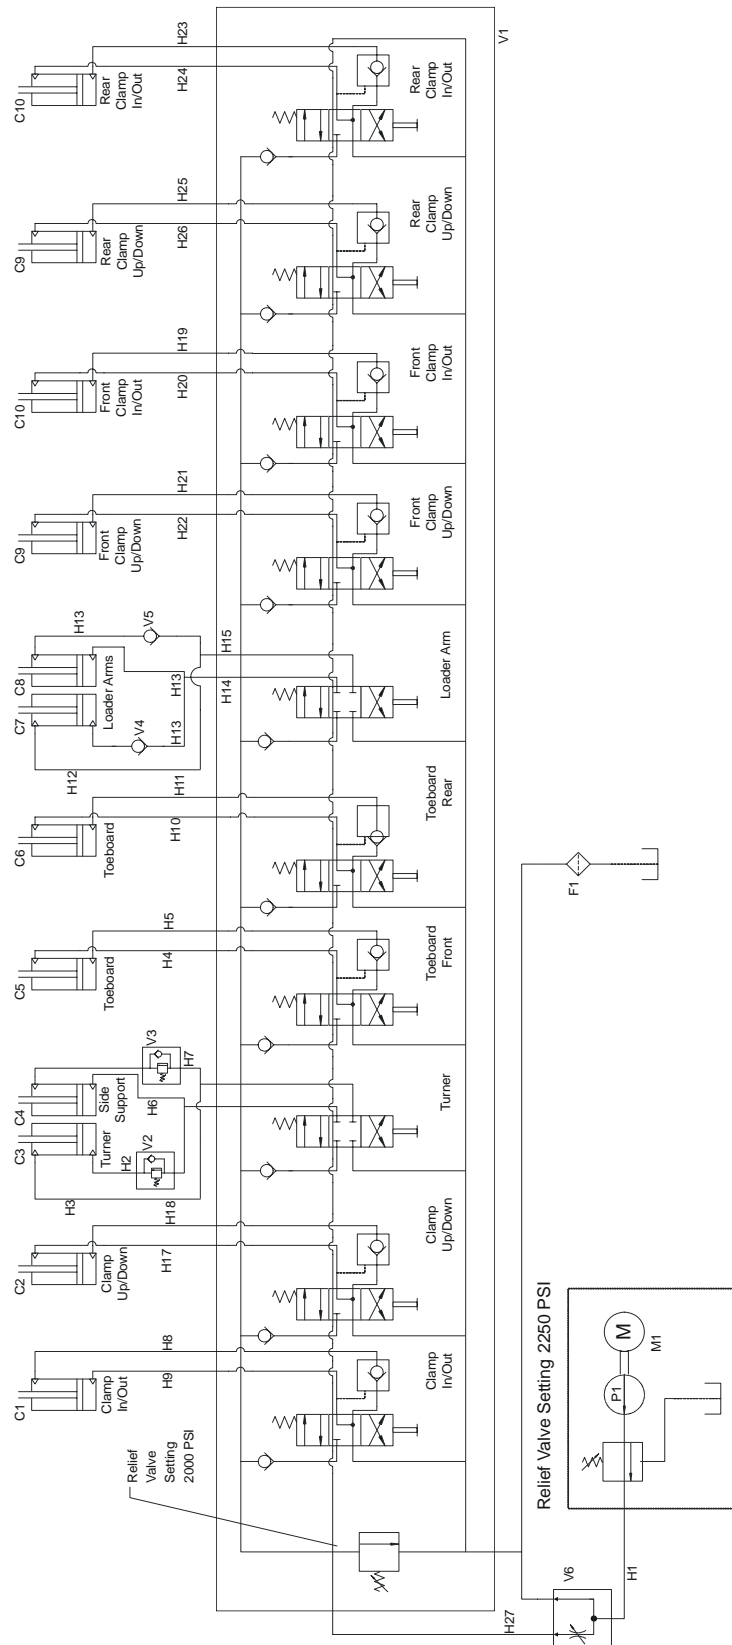 C10
Rear
Clamp
In/Out
H23
H24
Rear
Clamp
In/Out
V1
C9
Rear
Clamp
Up/Down
H25
H26
Rear
Clamp
Up/Down
C10
Front
Clamp
In/Out
H19
H20
Front
Clamp
In/Out
C9
Front
Clamp
Up/Down
H21
H22
Front
Clamp
Up/Down
C8
C7
Loader Arms
H13
V5
H13
V4
H13
H12
H15
H14
Loader Arm
C6
Toeboard
H11
H10
Toeboard
Rear
C5
Toeboard
H5
H4
Toeboard
Front
F1
C4
C3
Side
Support
Turner
V3
H7
H6
V2
H2
H3
H18
Turner
C2
Clamp
Up/Down
H17
Clamp
Up/Down
C1
Clamp
In/Out
H8
H9
Clamp
In/Out
Relief
Valve
Setting
2000 PSI
Relief Valve Setting 2250 PSI
M
M1
P1
V6
H1
H27